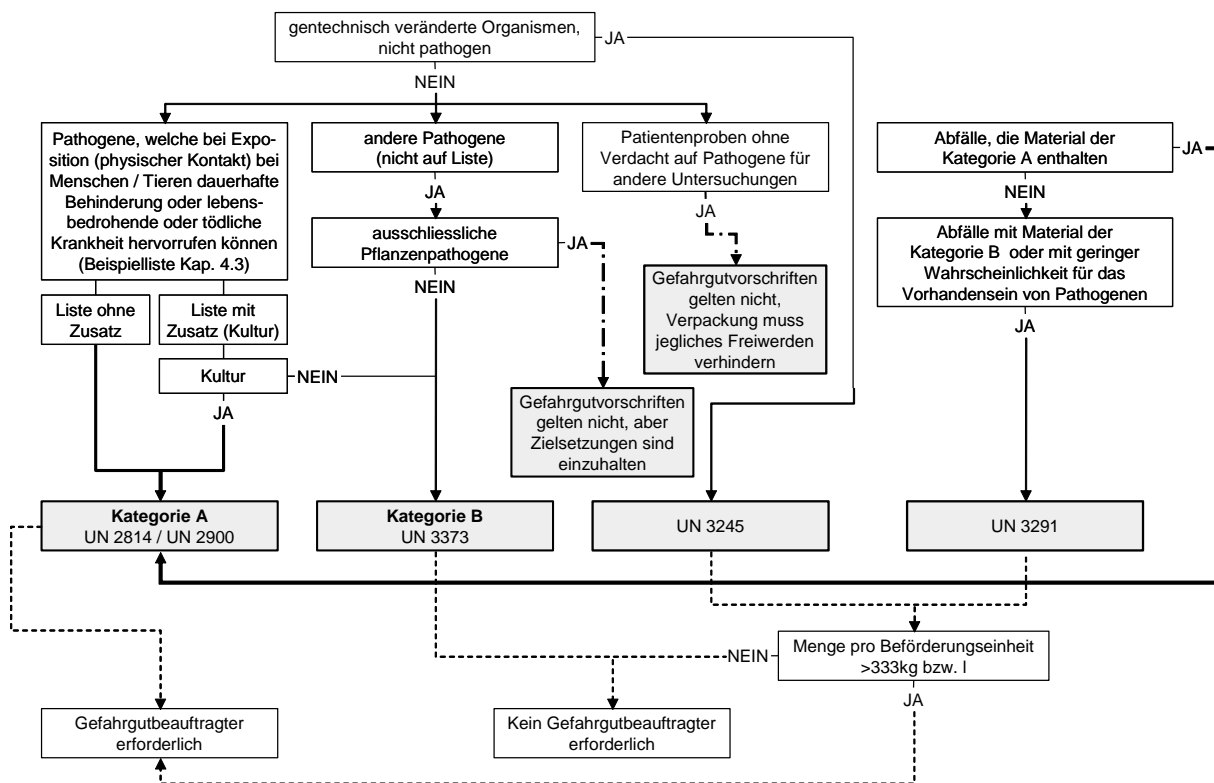 gentechnisch veränderte Organismen,
nicht pathogen
JA
NEIN
Pathogene, welche bei Expo-
sition (physischer Kontakt) bei
Menschen / Tieren dauerhafte
Behinderung oder lebens-
bedrohende oder tödliche
Krankheit hervorrufen können
(Beispielliste Kap. 4.3)
andere Pathogene
(nicht auf Liste)
Patientenproben ohne
Verdacht auf Pathogene für
andere Untersuchungen
Abfälle, die Material der
Kategorie A enthalten
JA
JA
JA
NEIN
ausschliessliche
Pflanzenpathogene
JA
NEIN
Abfälle mit Material der
Kategorie B oder mit geringer
Wahrscheinlichkeit für das
Vorhandensein von Pathogenen
JA
Gefahrgutvorschriften
gelten nicht,
Verpackung muss
jegliches Freiwerden
verhindern
Liste ohne
Zusatz
Liste mit
Zusatz (Kultur)
Kultur
NEIN
JA
Gefahrgutvorschriften
gelten nicht, aber
Zielsetzungen sind
einzuhalten
Kategorie A
UN 2814 / UN 2900
Kategorie B
UN 3373
UN 3245
UN 3291
Menge pro Beförderungseinheit
>333kg bzw. l
NEIN
JA
Gefahrgutbeauftragter
erforderlich
Kein Gefahrgutbeauftragter
erforderlich